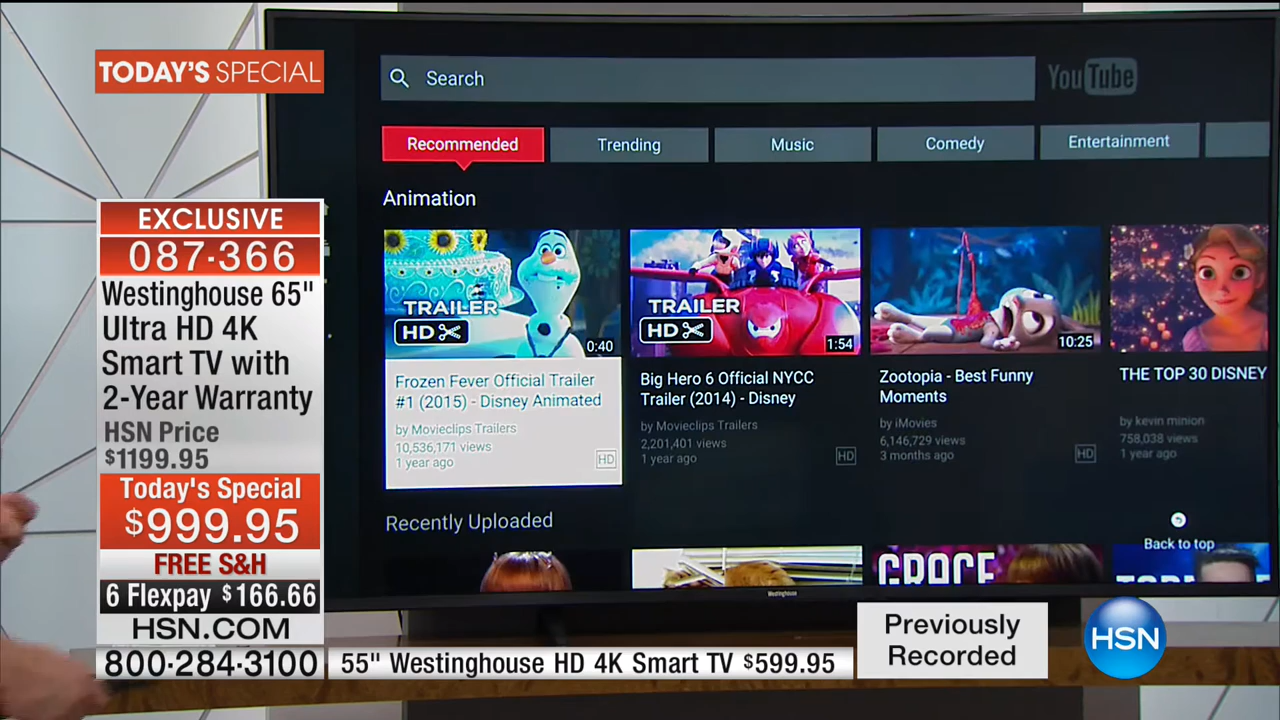 TODAY'S SPECIAL
EXCLUSIVE
087-366
Westinghouse 65"
Ultra HD 4K
Smart TV with
2-Year Warranty
HSN Price
$1199.95
Today's Special
$999.95
FREE S&H
6 Flexpay $166.66
HSN.COM
800-284-3100
55" Westinghouse HD 4K Smart TV $599.95
Previously
Recorded
HSN
Search
YouTube
Recommended
Trending
Music
Comedy
Entertainment
Animation
TRAILER
HD
0:40
Frozen Fever Official Trailer
#1 (2015) - Disney Animated
by Movieclips Trailers
10,536,171 views
1 year ago
HD
TRAILER
HD
1:54
Big Hero 6 Official NYCC
Trailer (2014) - Disney
by Movieclips Trailers
2,201,401 views
1 year ago
HD
10:25
Zootopia - Best Funny
Moments
by iMovies
6,146,729 views
3 months ago
HD
THE TOP 30 DISNEY
by kevin minion
758,038 views
1 year ago
Recently Uploaded
Back to top
GRACE
Westinghouse